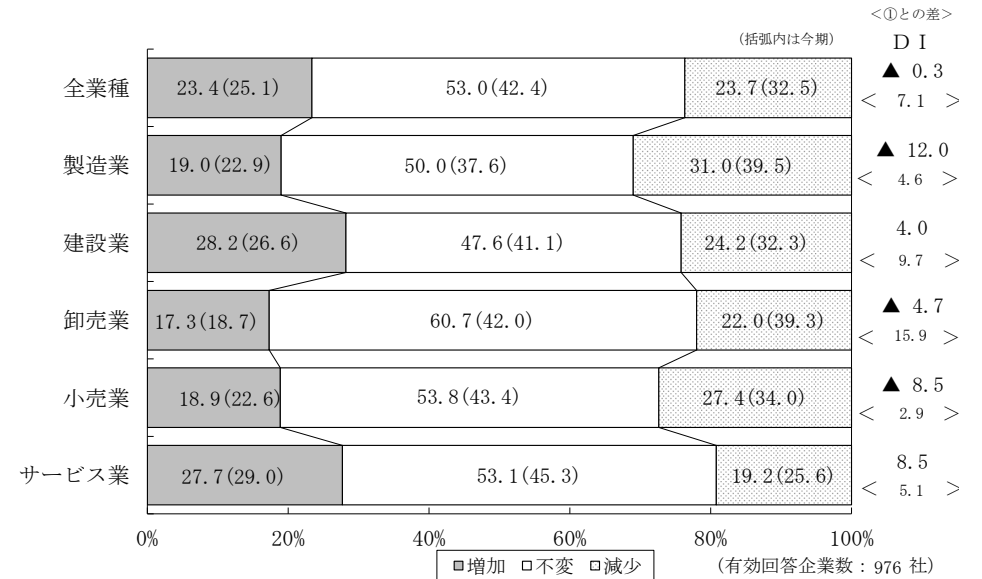 <①との差>
(括弧内は今期) ＤＩ
全業種 23.4(25.1) 53.0(42.4) 23.7(32.5) ▲ 0.3
< 7.1 >
製造業 19.0(22.9) 50.0(37.6) 31.0(39.5) ▲ 12.0
< 4.6 >
建設業 28.2(26.6) 47.6(41.1) 24.2(32.3) 4.0
< 9.7 >
卸売業 17.3(18.7) 60.7(42.0) 22.0(39.3) ▲ 4.7
< 15.9 >
小売業 18.9(22.6) 53.8(43.4) 27.4(34.0) ▲ 8.5
< 2.9 >
サービス業 27.7(29.0) 53.1(45.3) 19.2(25.6) 8.5
< 5.1 >
0% 20% 40% 60% 80% 100%
増加 不変 減少 (有効回答企業数：976 社)